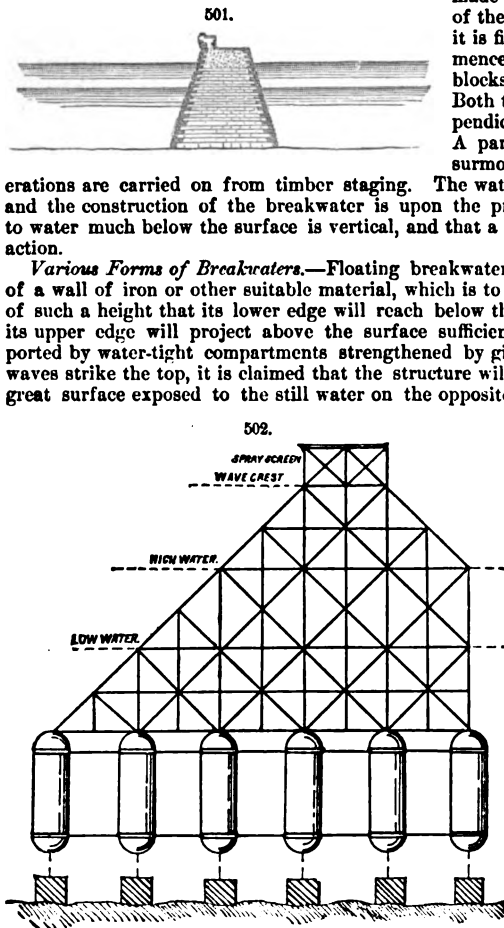 501.
of the
it is fi
mence
blocks
Both t
pendic
A par
surmo
erations are carried on from timber staging. The wat
and the construction of the breakwater is upon the p
to water much below the surface is vertical, and that a
action.
Various Forms of Breakwaters.—Floating breakwater
of a wall of iron or other suitable material, which is to
of such a height that its lower edge will reach below th
its upper edge will project above the surface sufficien
ported by water-tight compartments strengthened by gi
waves strike the top, it is claimed that the structure wil
great surface exposed to the still water on the opposit
502.
SPRAY SCREEN
WAVE CREST
HIGH WATER.
LOW WATER.